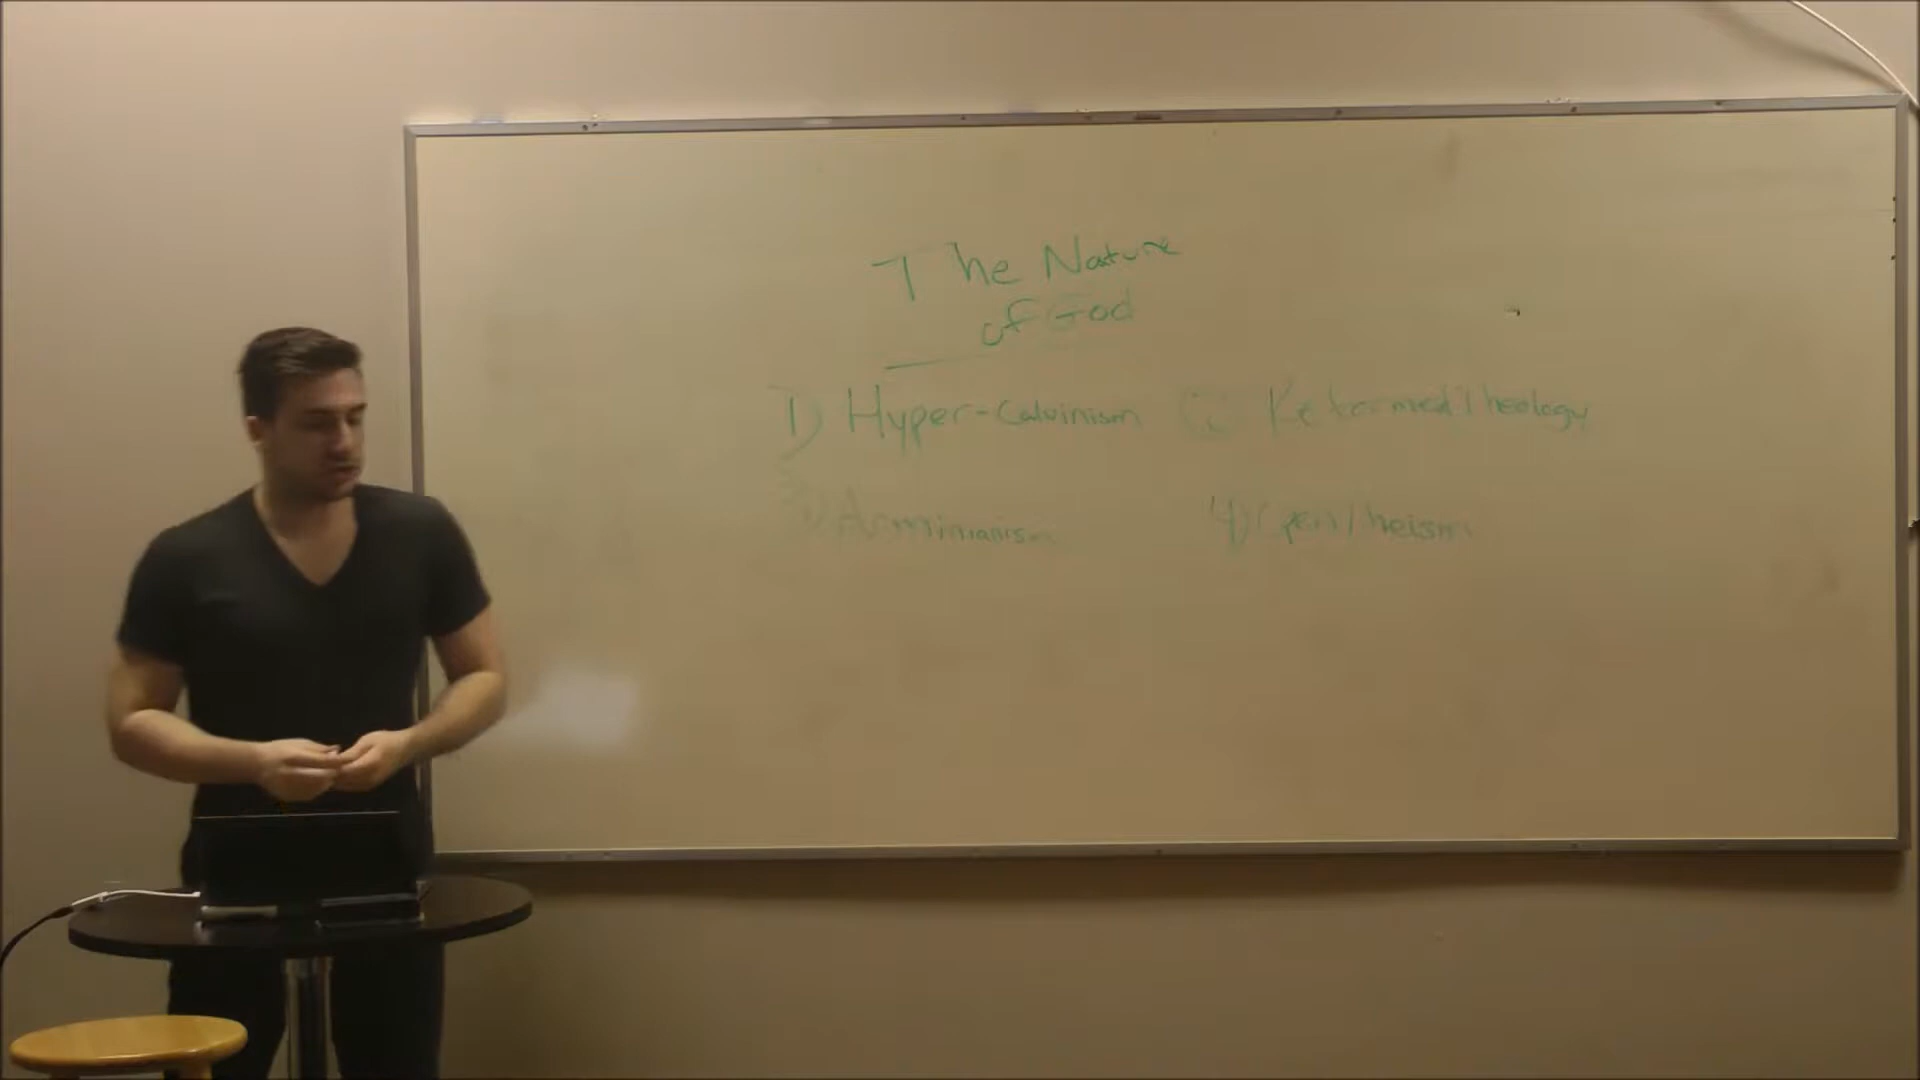 The Nature
of God
1) Hyper-Calvinism Reformed Theology
Arminianism 4) Open Theism